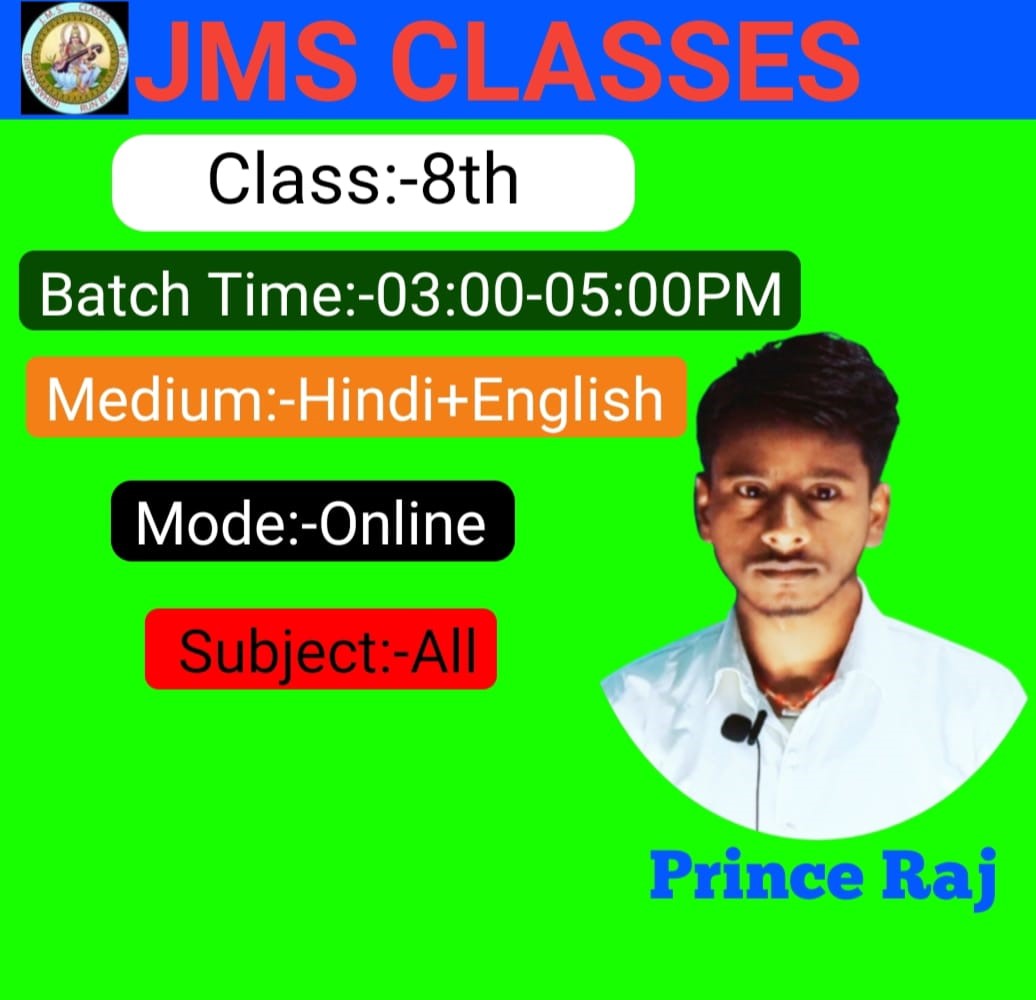 J.M.S. CLASSES
JMS CLASSES
Class:-8th
Batch Time:-03:00-05:00PM
Medium:-Hindi+English
Mode:-Online
Subject:-All
Prince Raj